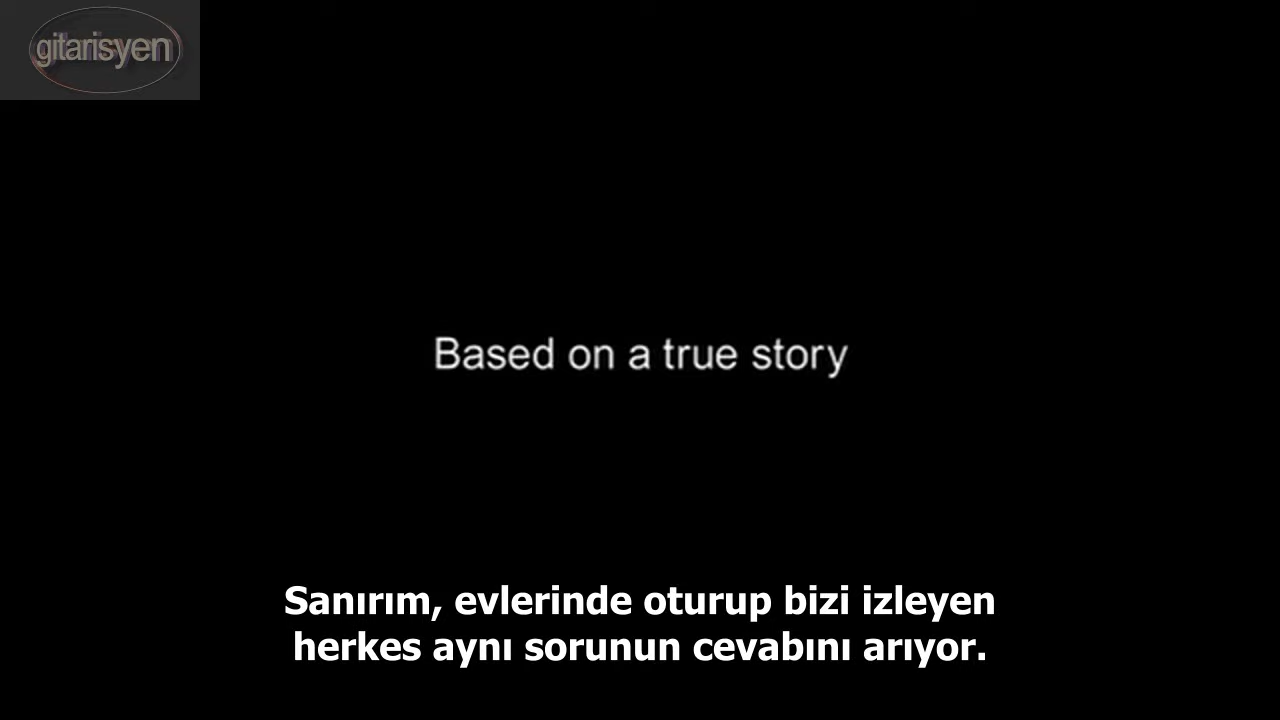 gitarisyen
Based on a true story
Sanırım, evlerinde oturup bizi izleyen
herkes aynı sorunun cevabını arıyor.